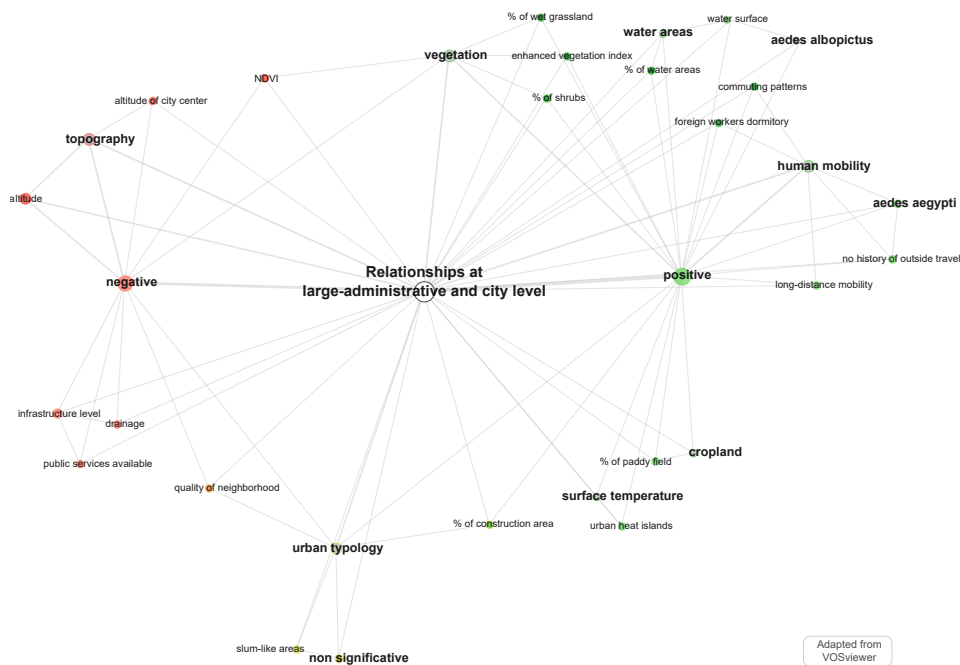 % of wet grassland
water surface
water areas
aedes albopictus
vegetation
enhanced vegetation index
% of water areas
NDVI
commuting patterns
% of shrubs
altitude of city center
foreign workers dormitory
topography
human mobility
altitude
aedes aegypti
no history of outside travel
Relationships at
large-administrative and city level
positive
negative
long-distance mobility
infrastructure level
drainage
cropland
public services available
% of paddy field
quality of neighborhood
surface temperature
% of construction area
urban heat islands
urban typology
slum-like areas
non significative
Adapted from
VOSviewer